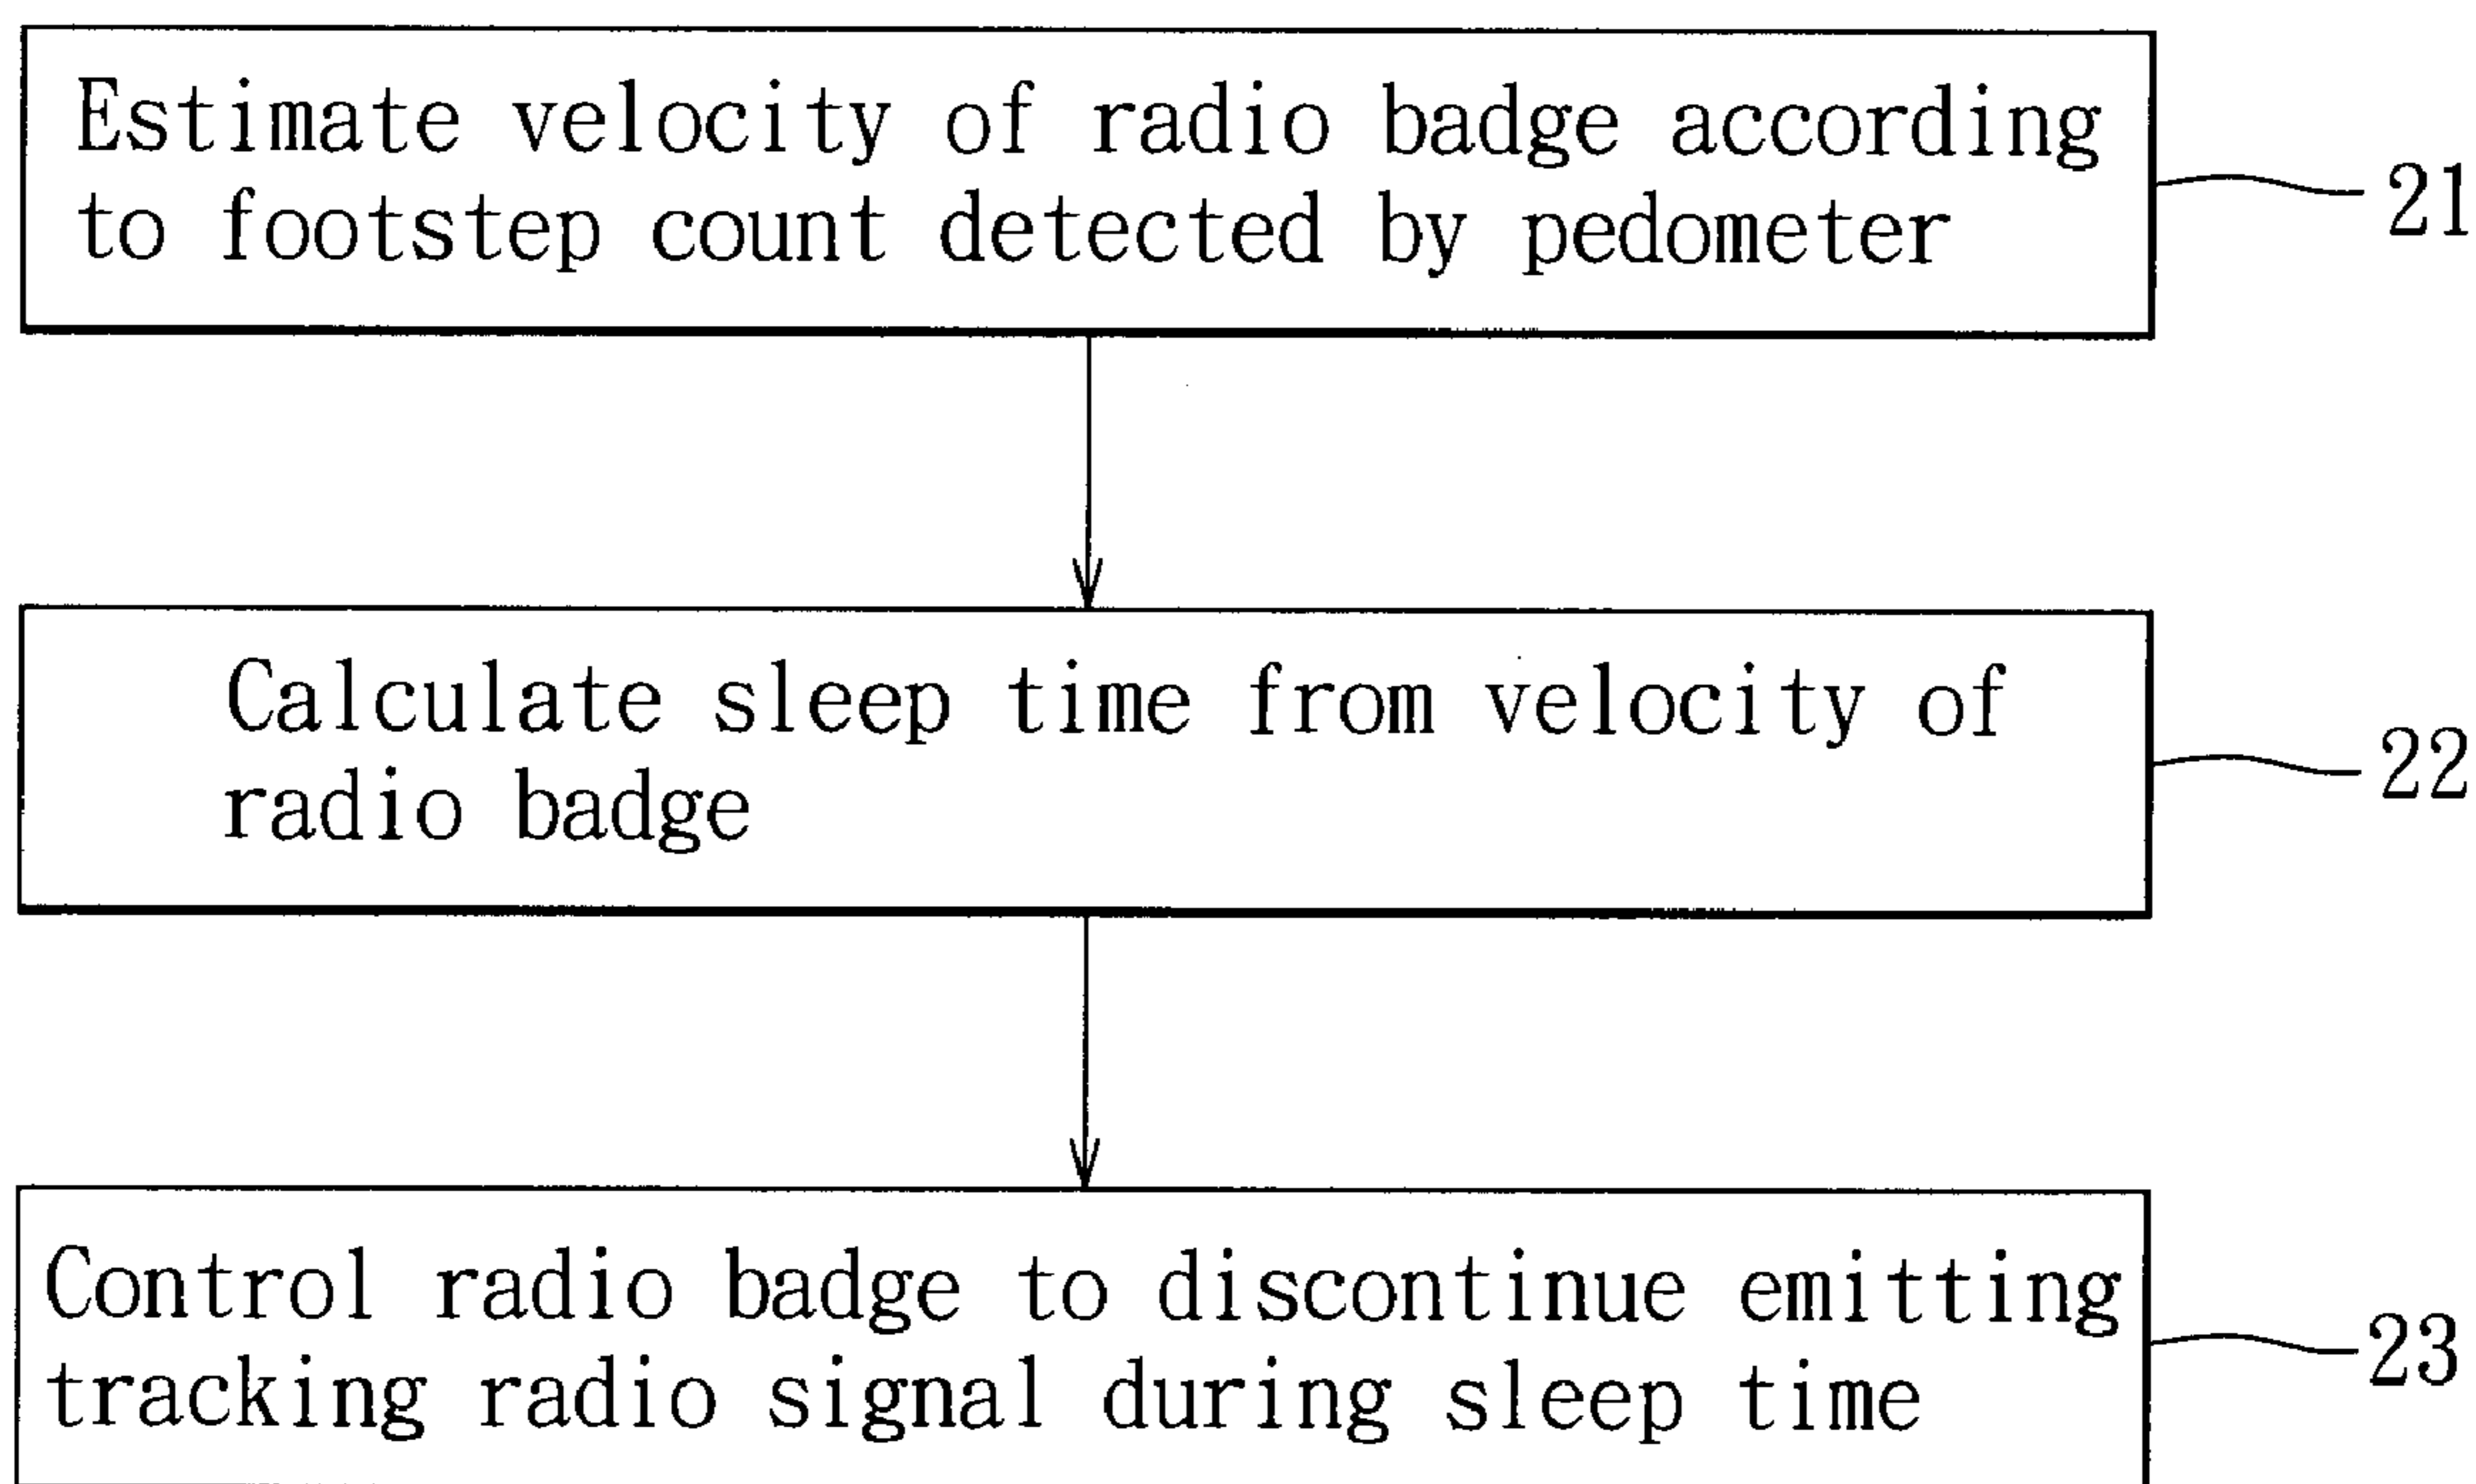 Estimate velocity of radio badge according
to footstep count detected by pedometer
21
Calculate sleep time from velocity of
radio badge
22
Control radio badge to discontinue emitting
tracking radio signal during sleep time
23